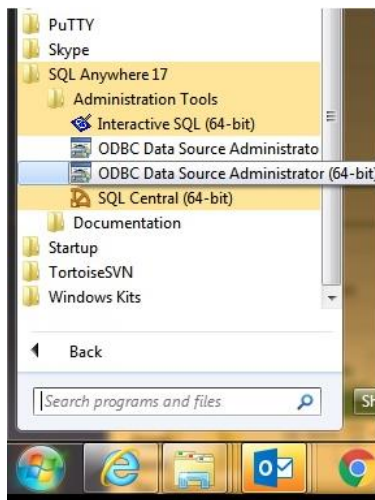 PuTTY
Skype
SQL Anywhere 17
Administration Tools
Interactive SQL (64-bit)
ODBC Data Source Administrato
ODBC Data Source Administrator (64-bit)
SQL Central (64-bit)
Documentation
Startup
TortoiseSVN
Windows Kits
Back
Search programs and files
Sh